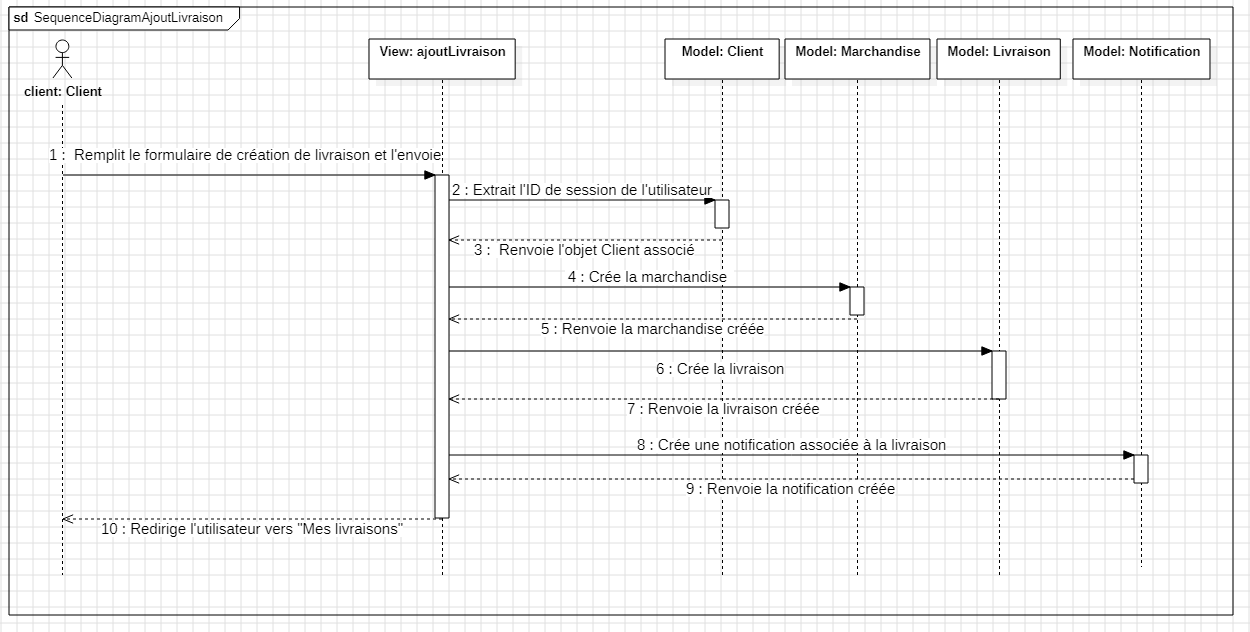 sd SequenceDiagramAjoutLivraison
View: ajoutLivraison
Model: Client
Model: Marchandise
Model: Livraison
Model: Notification
client: Client
1 : Remplit le formulaire de création de livraison et l'envoie
2 : Extrait l'ID de session de l'utilisateur
3 : Renvoie l'objet Client associé
4 : Crée la marchandise
5 : Renvoie la marchandise créée
6 : Crée la livraison
7 : Renvoie la livraison créée
8 : Crée une notification associée à la livraison
9 : Renvoie la notification créée
10 : Redirige l'utilisateur vers "Mes livraisons"